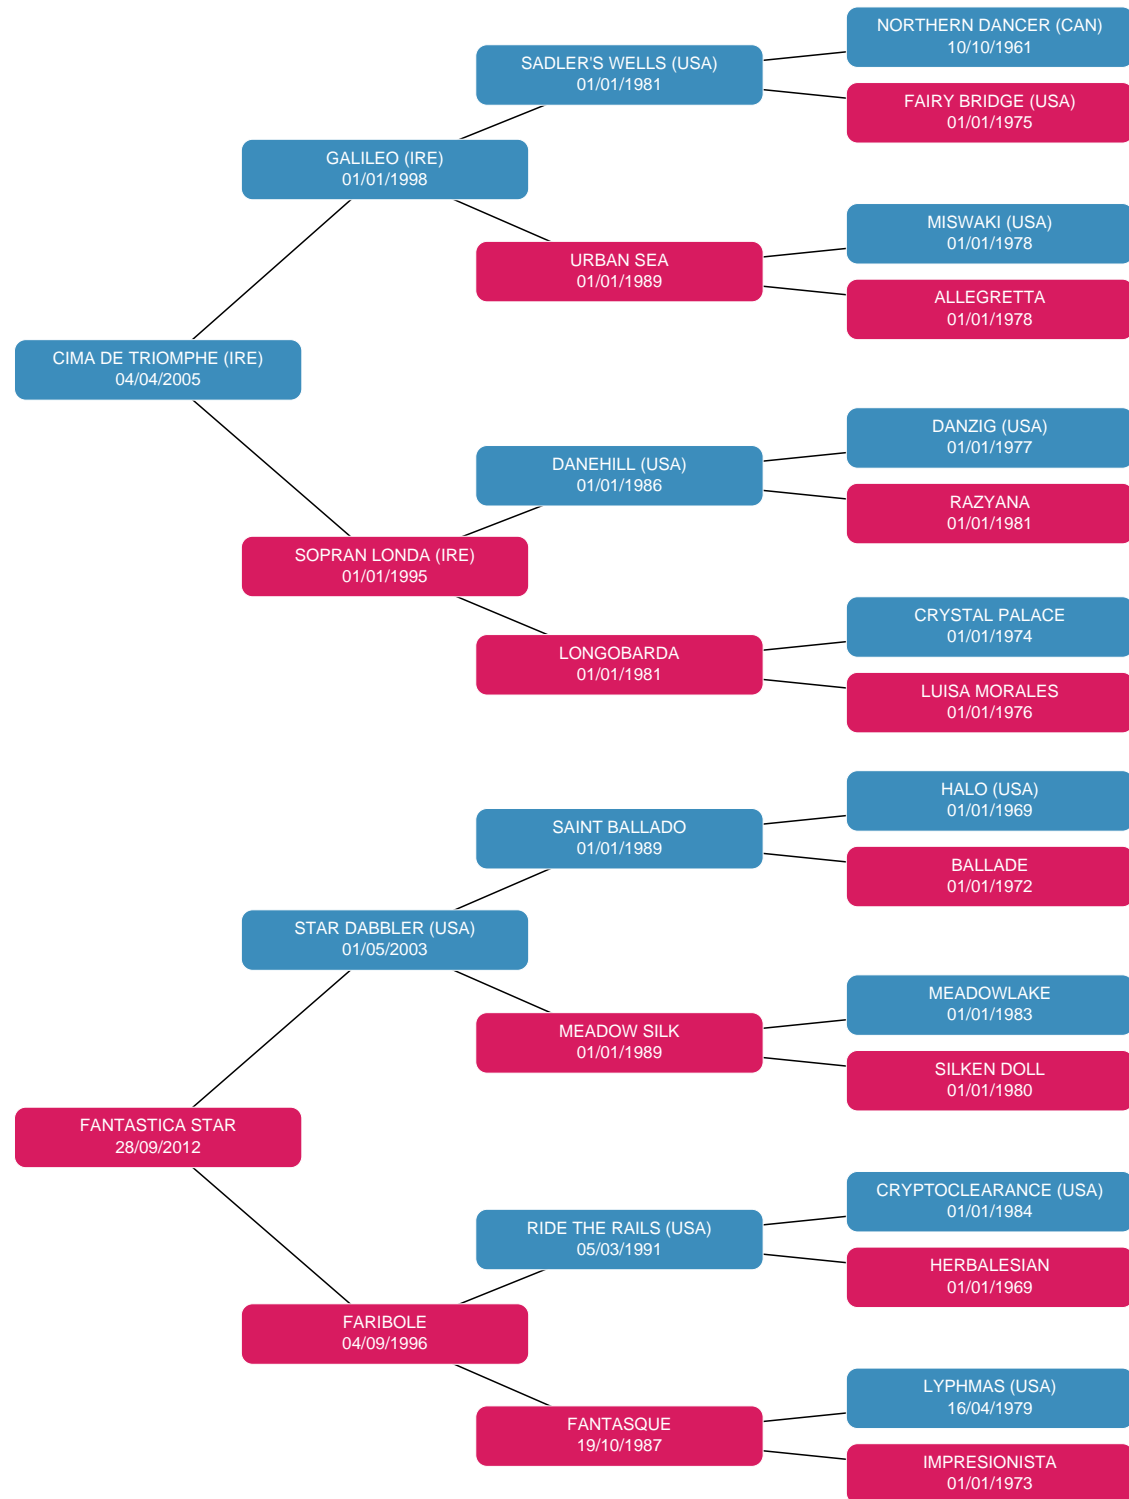 NORTHERN DANCER (CAN)
10/10/1961
SADLER'S WELLS (USA)
01/01/1981
FAIRY BRIDGE (USA)
01/01/1975
GALILEO (IRE)
01/01/1998
MISWAKI (USA)
01/01/1978
URBAN SEA
01/01/1989
ALLEGRETTA
01/01/1978
CIMA DE TRIOMPHE (IRE)
04/04/2005
DANZIG (USA)
01/01/1977
DANEHILL (USA)
01/01/1986
RAZYANA
01/01/1981
SOPRAN LONDA (IRE)
01/01/1995
CRYSTAL PALACE
01/01/1974
LONGOBARDA
01/01/1981
LUISA MORALES
01/01/1976
HALO (USA)
01/01/1969
SAINT BALLADO
01/01/1989
BALLADE
01/01/1972
STAR DABBLER (USA)
01/05/2003
MEADOWLAKE
01/01/1983
MEADOW SILK
01/01/1989
SILKEN DOLL
01/01/1980
FANTASTICA STAR
28/09/2012
CRYPTOCLEARANCE (USA)
01/01/1984
RIDE THE RAILS (USA)
05/03/1991
HERBALESIAN
01/01/1969
FARIBOLE
04/09/1996
LYPHMAS (USA)
16/04/1979
FANTASQUE
19/10/1987
IMPRESIONISTA
01/01/1973